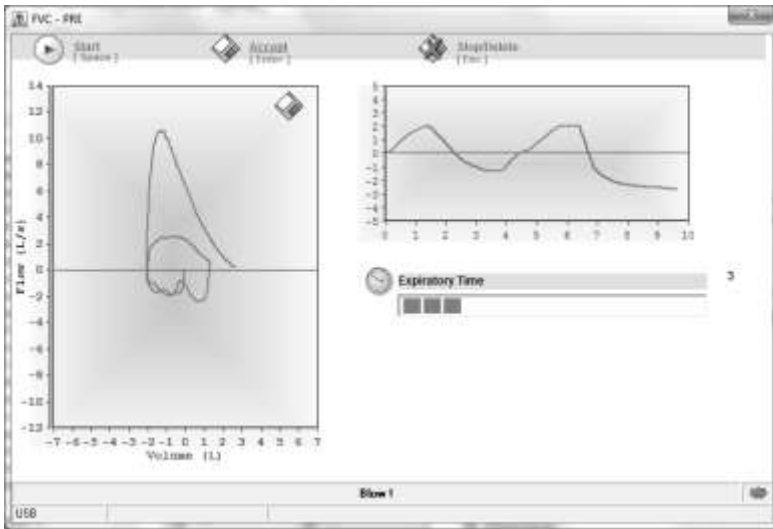 FVC - PRE
Start
[ Space ]
Accept
[ Enter ]
Stop/Delete
[ Esc ]
14
12
10
8
6
4
2
0
-2
-4
-6
-8
-10
-12
Flow (L/s)
-7 -6 -5 -4 -3 -2 -1 0 1 2 3 4 5 6 7
Volume (L)
5
4
3
2
1
0
-1
-2
-3
-4
-5
0 1 2 3 4 5 6 7 8 9 10
Expiratory Time
3
Blow 1
USB